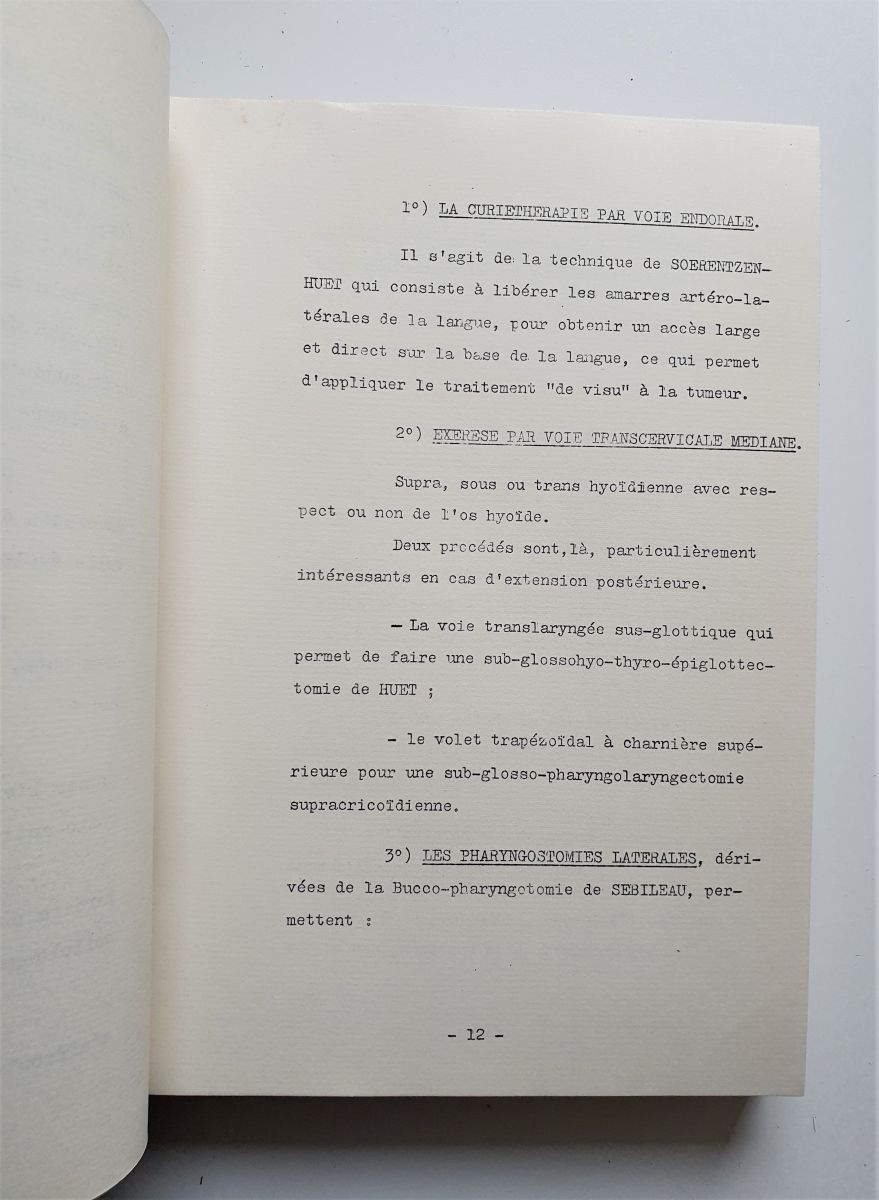 1°) LA CURIETHERAPIE PAR VOIE ENDORALE.
Il s'agit de la technique de SOERENTZEN-
HUET qui consiste à libérer les amarres artéro-la-
térales de la langue, pour obtenir un accès large
et direct sur la base de la langue, ce qui permet
d'appliquer le traitement "de visu" à la tumeur.
2°) EXERESE PAR VOIE TRANSCERVICALE MEDIANE.
Supra, sous ou trans hyoïdienne avec res-
pect ou non de l'os hyoïde.
Deux procédés sont,là, particulièrement
intéressants en cas d'extension postérieure.
- La voie translaryngée sus-glottique qui
permet de faire une sub-glossohyo-thyro-épiglottec-
tomie de HUET ;
- le volet trapézoïdal à charnière supé-
rieure pour une sub-glosso-pharyngolaryngectomie
supracricoïdienne.
3°) LES PHARYNGOSTOMIES LATERALES, déri-
vées de la Bucco-pharyngotomie de SEBILEAU, per-
mettent :
- 12 -